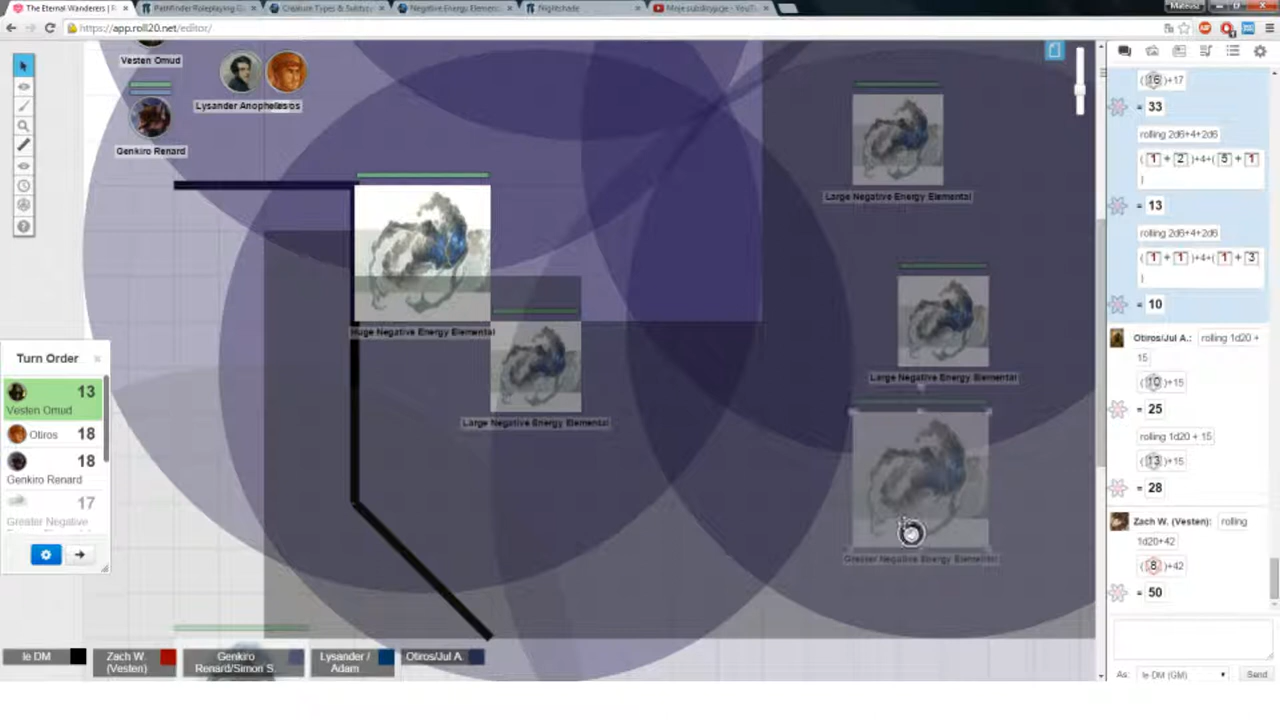 The Eternal Wanderers | R
Pathfinder Roleplaying G
Creature Types & Subtyp
Negative Energy Element
Nightshade
Moje subskrypcje - YouTu
Mateusz
https://app.roll20.net/editor/
Vesten Omud
Lysander Anophel
Genkiro Renard
Large Negative Energy Elemental
Huge Negative Energy Elemental
Large Negative Energy Elemental
Large Negative Energy Elemental
Greater Negative Energy Elemental
Turn Order
13
Vesten Omud
Otiros 18
18
Genkiro Renard
17
Greater Negative
le DM
Zach W.
(Vesten)
Genkiro
Renard/Simon S.
Lysander /
Adam
Otiros/Jul A.
(16)+17
= 33
rolling 2d6+4+2d6
(1+2)+4+(5+1
)
= 13
rolling 2d6+4+2d6
(1+1)+4+(1+3
)
= 10
Otiros/Jul A.: rolling 1d20 +
15
(10)+15
= 25
rolling 1d20 + 15
(13)+15
= 28
Zach W. (Vesten): rolling
1d20+42
(8)+42
= 50
As: le DM (GM) Send